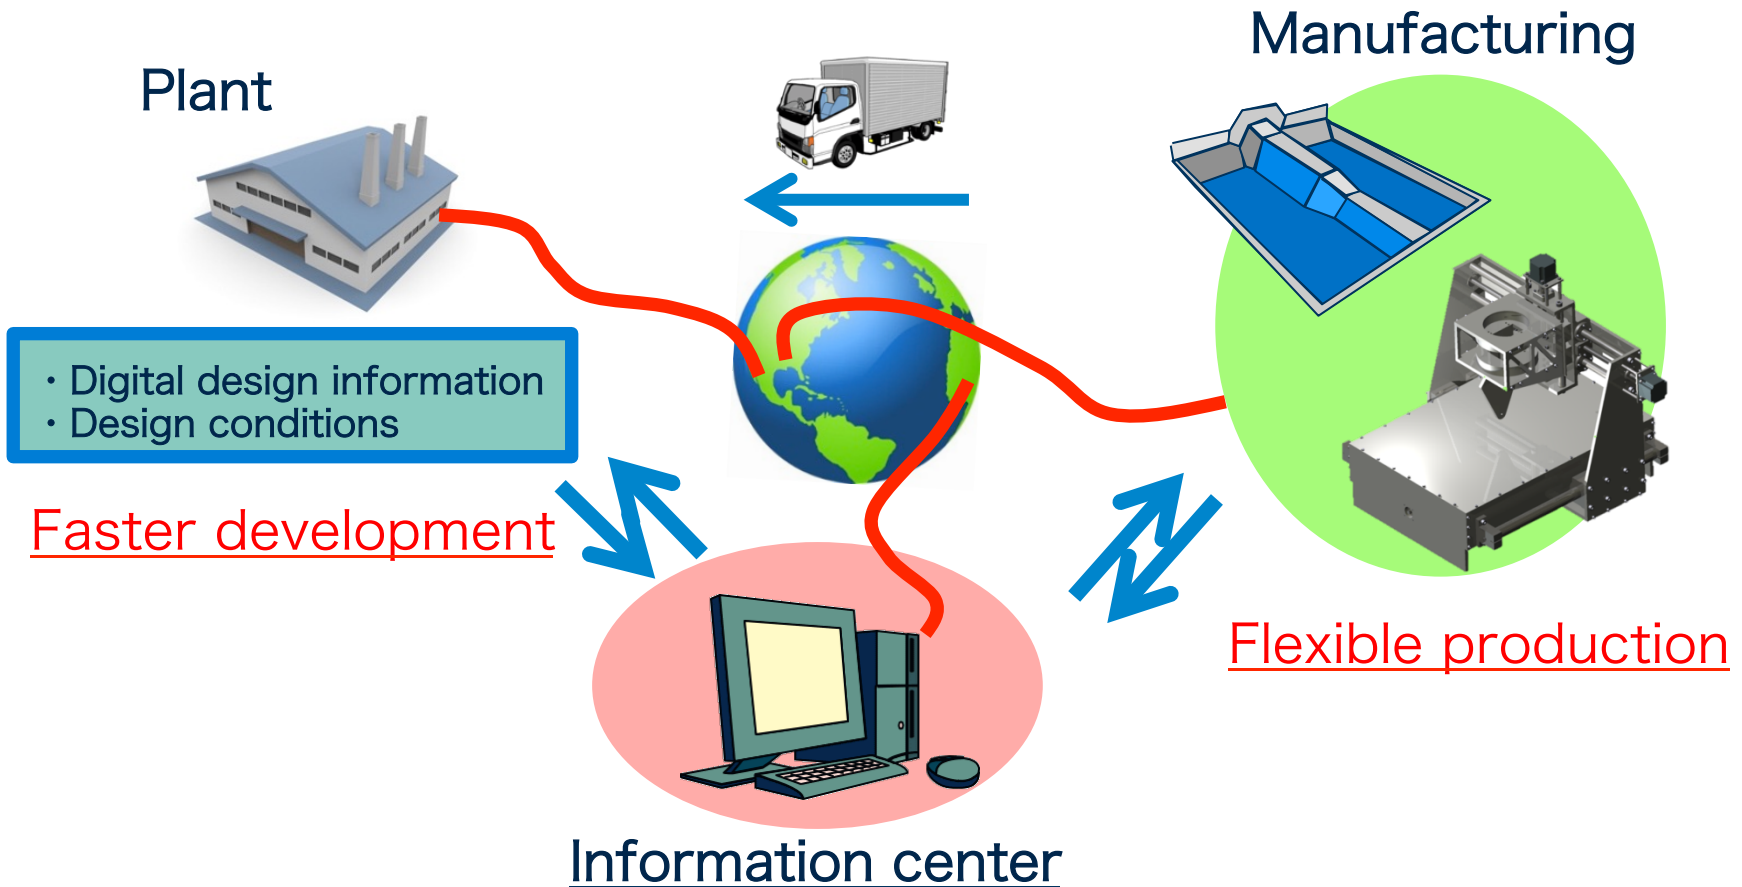 Manufacturing
Plant
・Digital design information
・Design conditions
Faster development
Flexible production
Information center